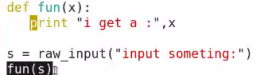 def fun(x):
    print "i get a :",x

s = raw_input("input someting:")
fun(s)